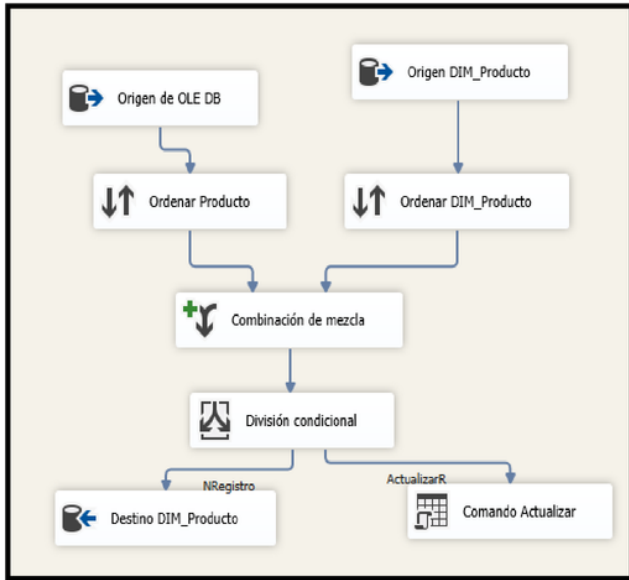 Origen DIM_Producto
Origen de OLE DB
Ordenar Producto
Ordenar DIM_Producto
Combinación de mezcla
División condicional
NRegistro
ActualizarR
Destino DIM_Producto
Comando Actualizar